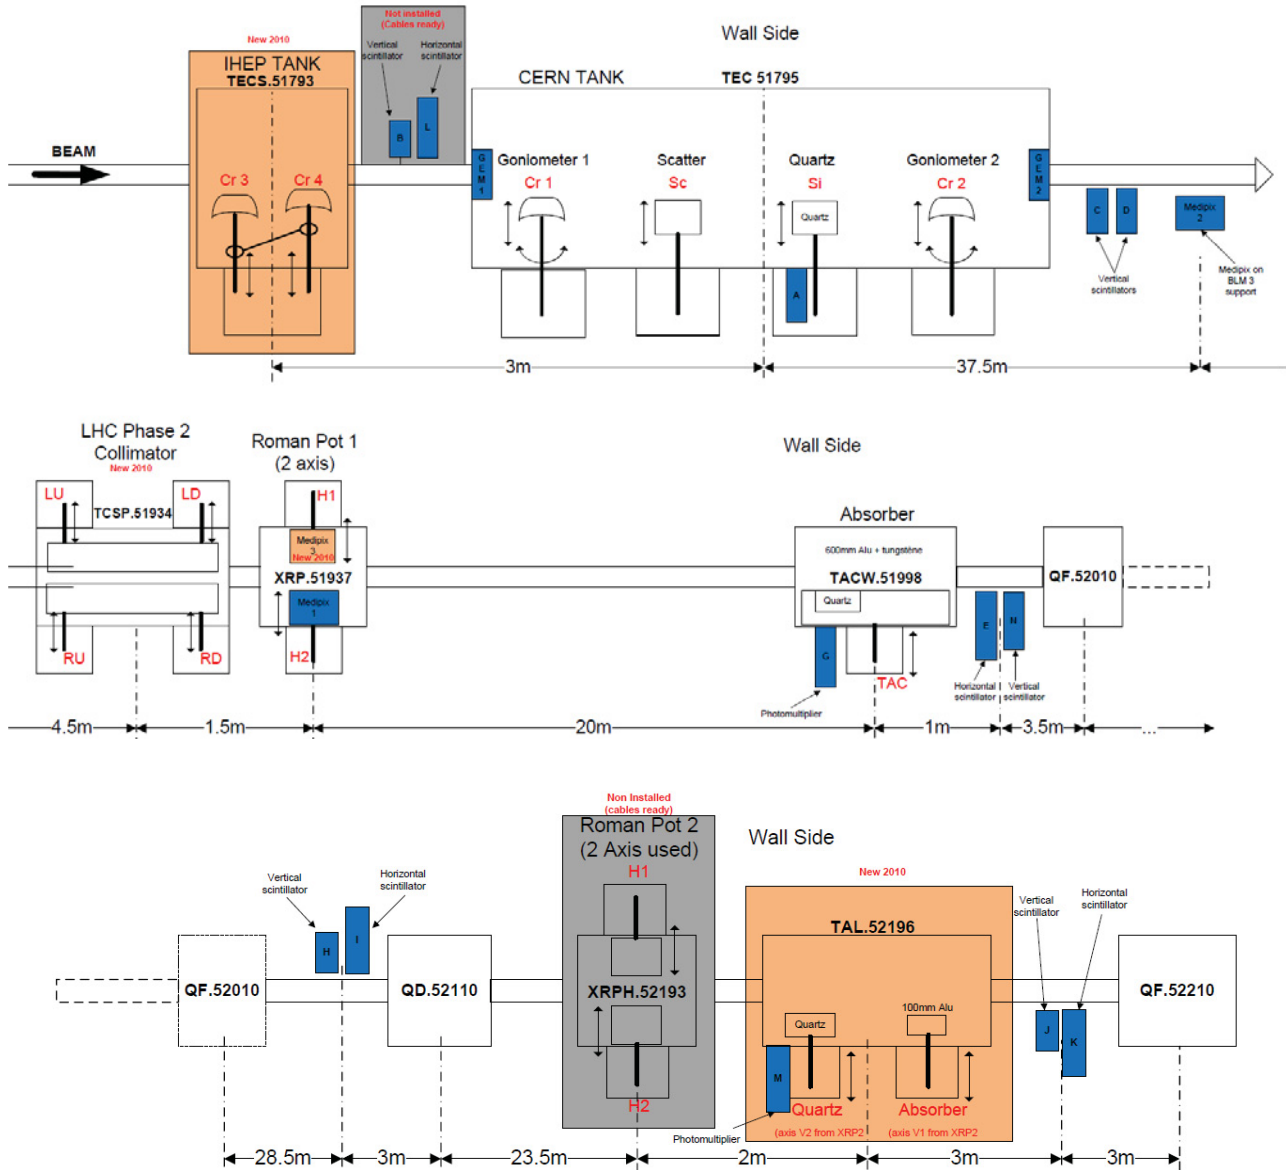 Not installed
(Cables ready)
New 2010
Vertical
scintillator
Horizontal
scintillator
Wall Side
IHEP TANK
TECS.51793
CERN TANK
TEC 51795
B
L
BEAM
GEM1
GEM2
Goniometer 1
Scatter
Quartz
Goniometer 2
Cr 3
Cr 4
Cr 1
Sc
Si
Cr 2
Quartz
C
D
Medipix
2
A
Vertical
scintillators
Medipix on
BLM 3
support
3m
37.5m
LHC Phase 2
Collimator
New 2010
Roman Pot 1
(2 axis)
Wall Side
LU
LD
TCSP.51934
H1
Absorber
Medipix
3
New 2010
600mm Alu + tungstène
XRP.51937
TACW.51998
QF.52010
Medipix
1
Quartz
E
N
RU
RD
H2
G
TAC
Horizontal
scintillator
Vertical
scintillator
Photomultiplier
4.5m
1.5m
20m
1m
3.5m
...
Non Installed
(cables ready)
Roman Pot 2
(2 Axis used)
Wall Side
H1
New 2010
Vertical
scintillator
Horizontal
scintillator
Vertical
scintillator
Horizontal
scintillator
TAL.52196
H
I
QF.52010
QD.52110
XRPH.52193
QF.52210
100mm Alu
Quartz
J
K
M
H2
Quartz
Absorber
(axis V2 from XRP2
(axis V1 from XRP2
Photomultiplier
28.5m
3m
23.5m
2m
3m
3m